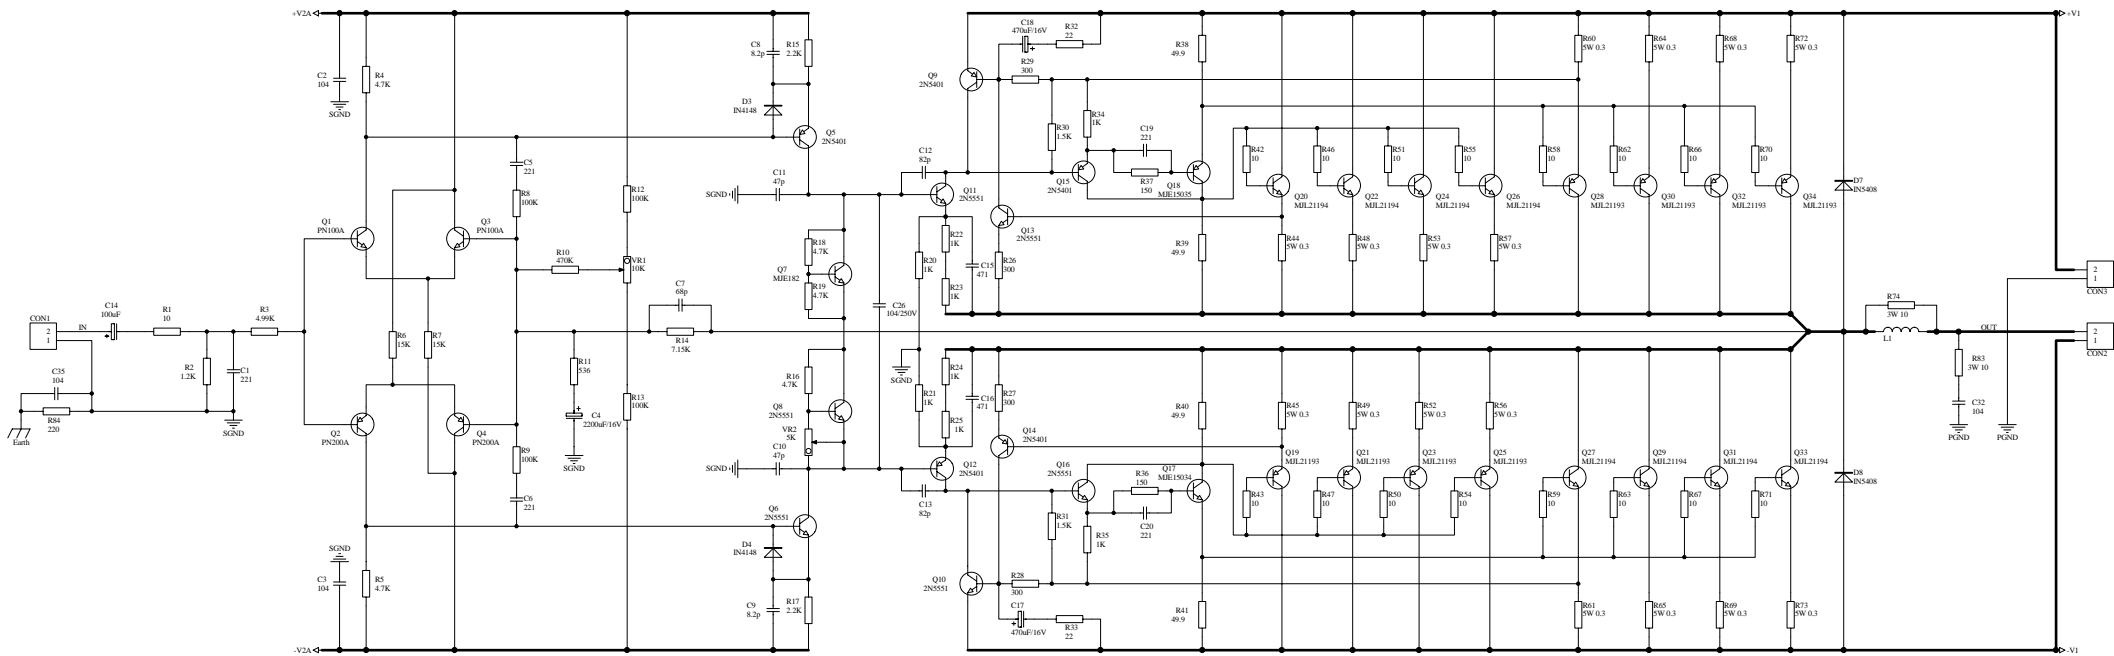 +V2A
+V1
C18
470uF/16V
R32
22
C8
8.2p
R15
2.2K
R38
49.9
R60
5W 0.3
R64
5W 0.3
R68
5W 0.3
R72
5W 0.3
C2
104
SGND
R4
4.7K
Q9
2N5401
R29
300
D3
IN4148
Q5
2N5401
R34
1K
R30
1.5K
C19
221
C12
82p
C5
221
R42
10
R46
10
R51
10
R55
10
R58
10
R62
10
R66
10
R70
10
SGND
C11
47p
Q11
2N5551
Q15
2N5401
R37
150
Q18
MJE15035
D7
IN5408
R8
100K
R12
100K
Q20
MJL21194
Q22
MJL21194
Q24
MJL21194
Q26
MJL21194
Q28
MJL21193
Q30
MJL21193
Q32
MJL21193
Q34
MJL21193
Q1
PN100A
Q3
PN100A
Q13
2N5551
R18
4.7K
R22
1K
R39
49.9
R44
5W 0.3
R48
5W 0.3
R53
5W 0.3
R57
5W 0.3
R10
470K
VR1
10K
Q7
MJE182
R20
1K
C15
471
R26
300
2
1
CON3
R19
4.7K
R23
1K
C7
68p
C26
104/250V
R74
3W 10
C14
100uF
R1
10
R3
4.99K
CON1
2
1
IN
R6
15K
R7
15K
R14
7.15K
L1
OUT
2
1
CON2
R2
1.2K
C1
221
R11
536
R16
4.7K
SGND
R24
1K
R83
3W 10
C35
104
R84
220
Earth
SGND
R13
100K
C4
2200uF/16V
Q8
2N5551
VR2
5K
R21
1K
C16
471
R27
300
R25
1K
R40
49.9
R45
5W 0.3
R49
5W 0.3
R52
5W 0.3
R56
5W 0.3
C32
104
PGND
PGND
Q2
PN200A
Q4
PN200A
Q14
2N5401
R9
100K
SGND
SGND
C10
47p
Q12
2N5401
Q16
2N5551
R36
150
Q17
MJE15034
Q19
MJL21193
Q21
MJL21193
Q23
MJL21193
Q25
MJL21193
Q27
MJL21194
Q29
MJL21194
Q31
MJL21194
Q33
MJL21194
D8
IN5408
C6
221
C13
82p
R43
10
R47
10
R50
10
R54
10
R59
10
R63
10
R67
10
R71
10
Q6
2N5551
R31
1.5K
R35
1K
C20
221
D4
IN4148
SGND
C3
104
R5
4.7K
Q10
2N5551
R28
300
C9
8.2p
R17
2.2K
C17
470uF/16V
R33
22
R41
49.9
R61
5W 0.3
R65
5W 0.3
R69
5W 0.3
R73
5W 0.3
-V2A
-V1